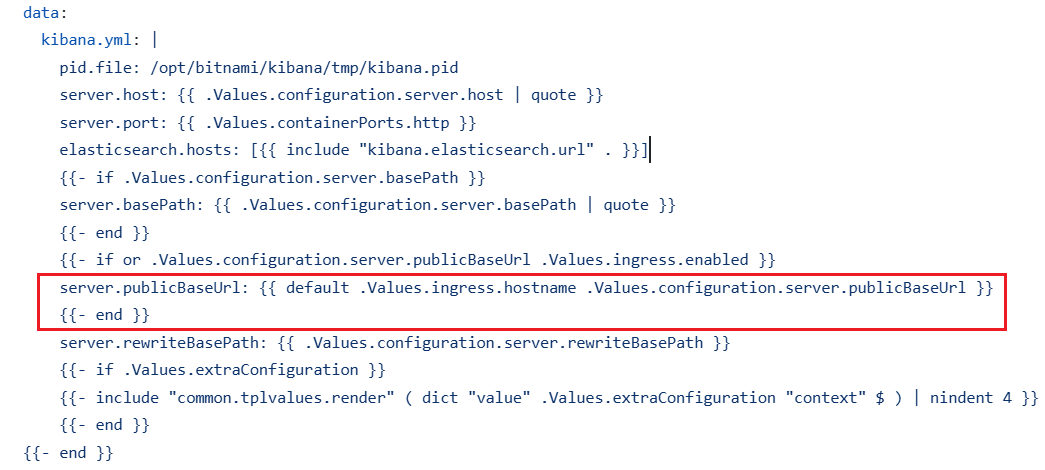 data:
  kibana.yml: |
    pid.file: /opt/bitnami/kibana/tmp/kibana.pid
    server.host: {{ .Values.configuration.server.host | quote }}
    server.port: {{ .Values.containerPorts.http }}
    elasticsearch.hosts: [{{ include "kibana.elasticsearch.url" . }}]
    {{- if .Values.configuration.server.basePath }}
    server.basePath: {{ .Values.configuration.server.basePath | quote }}
    {{- end }}
    {{- if or .Values.configuration.server.publicBaseUrl .Values.ingress.enabled }}
    server.publicBaseUrl: {{ default .Values.ingress.hostname .Values.configuration.server.publicBaseUrl }}
    {{- end }}
    server.rewriteBasePath: {{ .Values.configuration.server.rewriteBasePath }}
    {{- if .Values.extraConfiguration }}
    {{- include "common.tplvalues.render" ( dict "value" .Values.extraConfiguration "context" $ ) | nindent 4 }}
    {{- end }}
{{- end }}